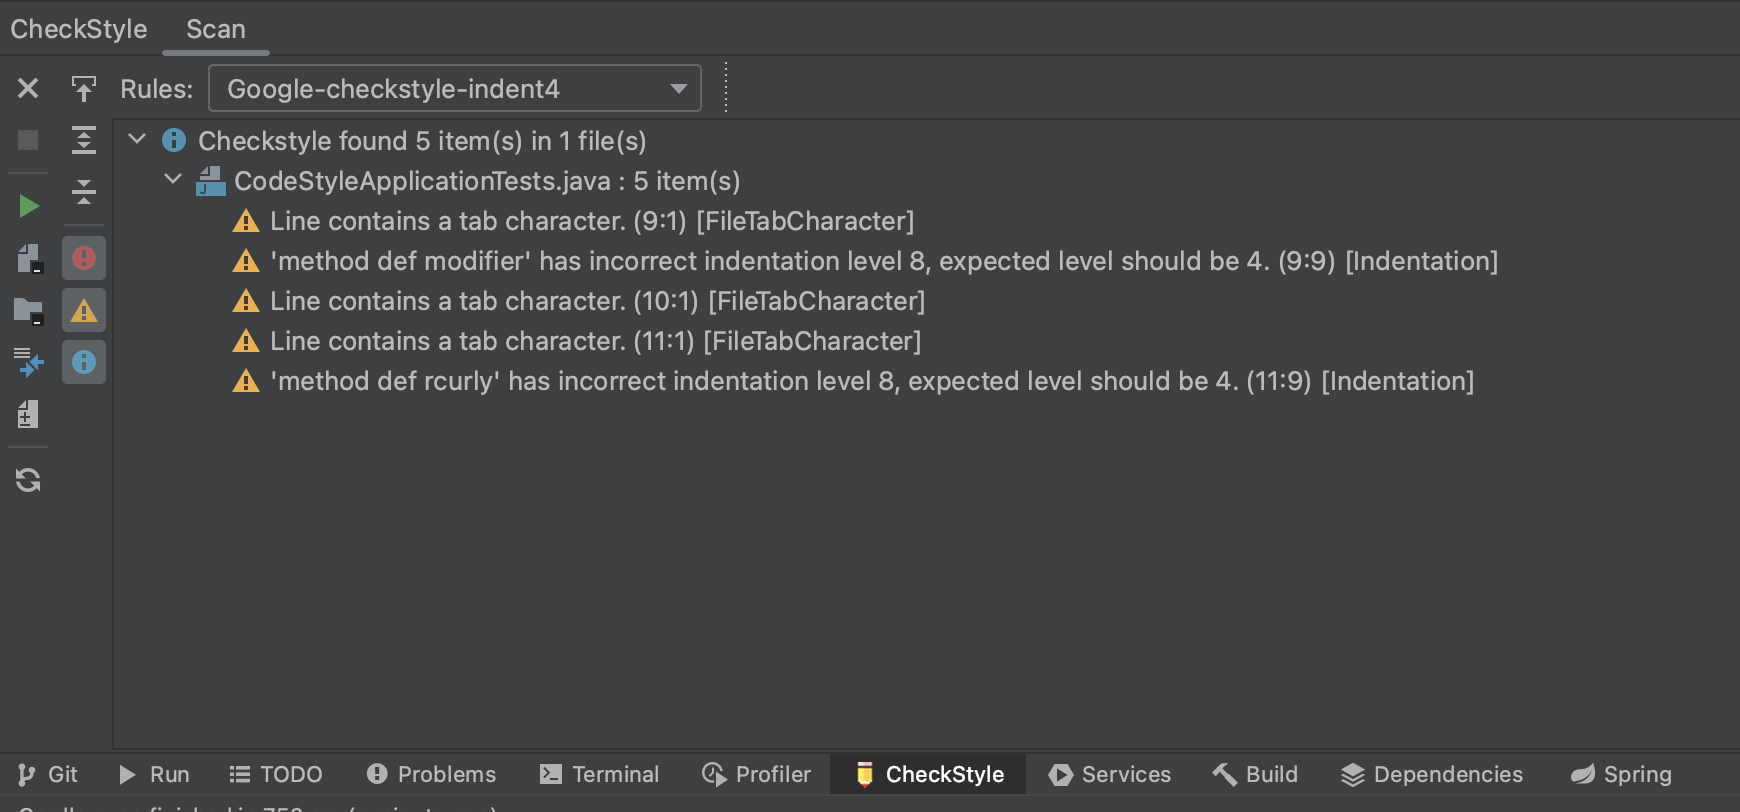 CheckStyle Scan
Rules: Google-checkstyle-indent4
Checkstyle found 5 item(s) in 1 file(s)
CodeStyleApplicationTests.java : 5 item(s)
Line contains a tab character. (9:1) [FileTabCharacter]
'method def modifier' has incorrect indentation level 8, expected level should be 4. (9:9) [Indentation]
Line contains a tab character. (10:1) [FileTabCharacter]
Line contains a tab character. (11:1) [FileTabCharacter]
'method def rcurly' has incorrect indentation level 8, expected level should be 4. (11:9) [Indentation]
Git Run TODO Problems Terminal Profiler CheckStyle Services Build Dependencies Spring